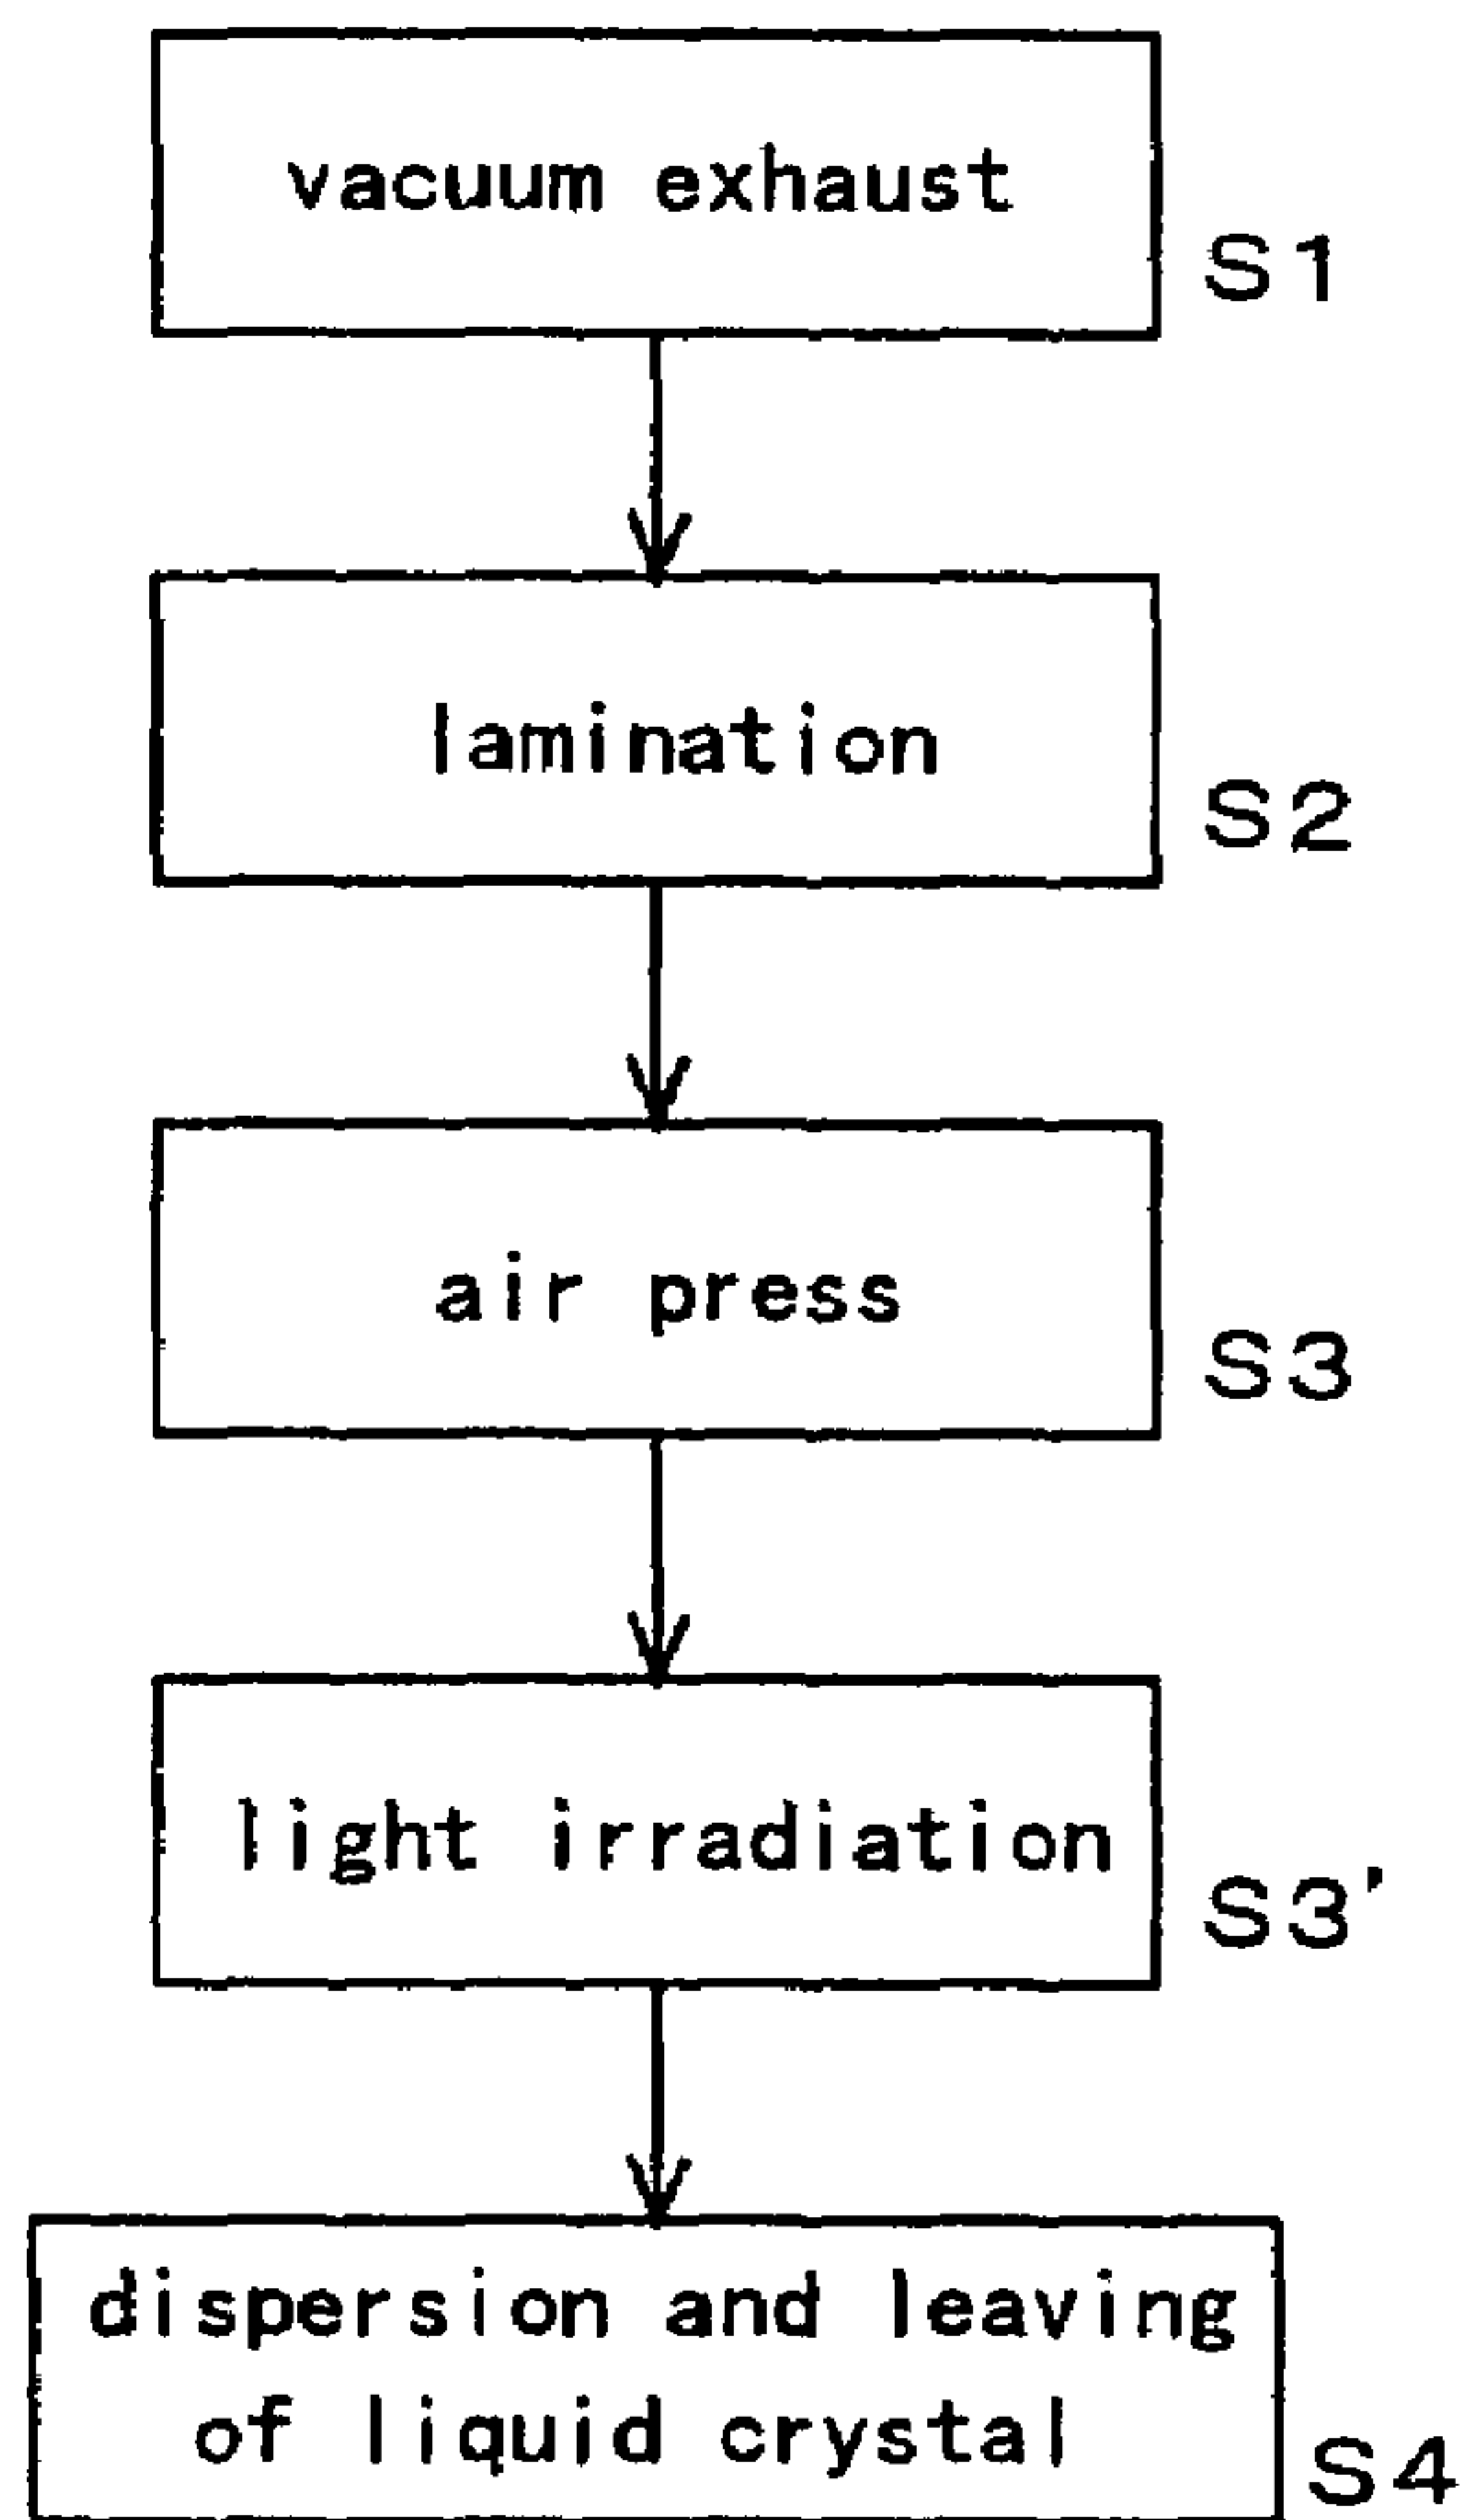 vacuum exhaust
S1
lamination
S2
air press
S3
light irradiation
S3'
dispersion and leaving
of liquid crystal
S4